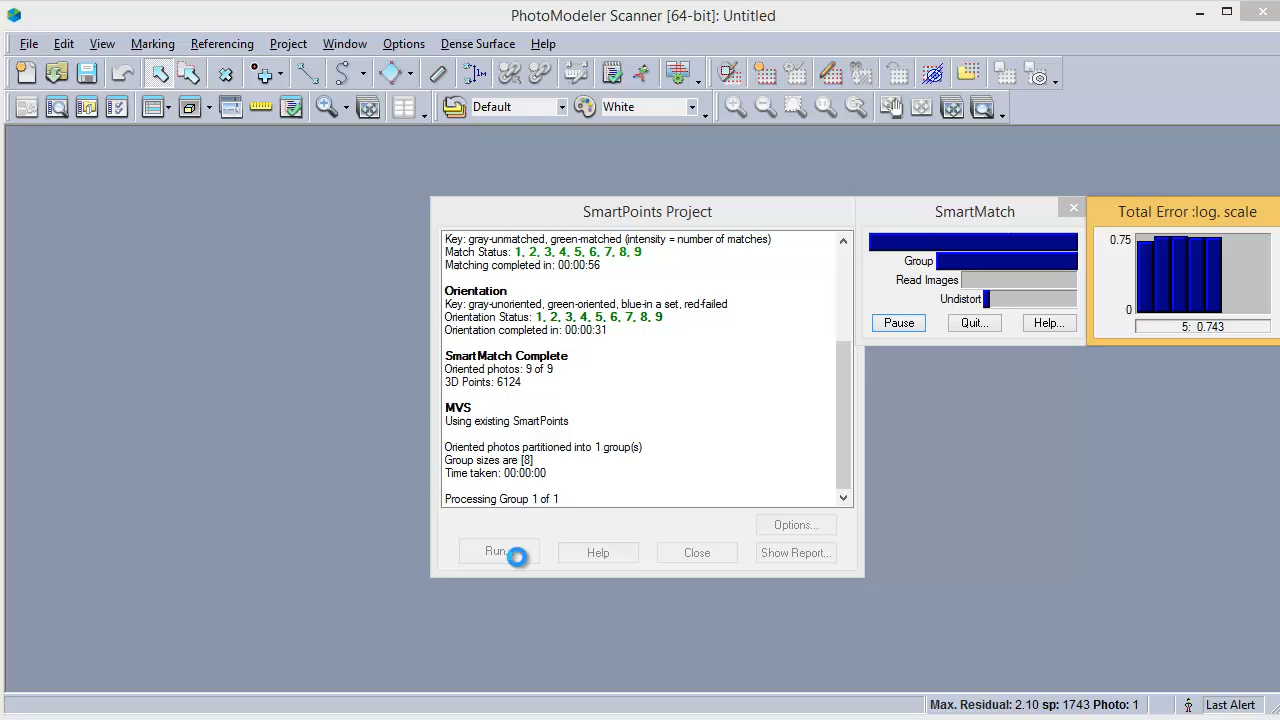 PhotoModeler Scanner [64-bit]: Untitled
File Edit View Marking Referencing Project Window Options Dense Surface Help
Default White
SmartPoints Project
Key: gray-unmatched, green-matched (intensity = number of matches)
Match Status: 1, 2, 3, 4, 5, 6, 7, 8, 9
Matching completed in: 00:00:56
Orientation
Key: gray-unoriented, green-oriented, blue-in a set, red-failed
Orientation Status: 1, 2, 3, 4, 5, 6, 7, 8, 9
Orientation completed in: 00:00:31
SmartMatch Complete
Oriented photos: 9 of 9
3D Points: 6124
MVS
Using existing SmartPoints
Oriented photos partitioned into 1 group(s)
Group sizes are [8]
Time taken: 00:00:00
Processing Group 1 of 1
Options...
Run... Help Close Show Report...
SmartMatch
Group
Read Images
Undistort
Pause Quit... Help...
Total Error :log. scale
0.75
0
5: 0.743
Max. Residual: 2.10 sp: 1743 Photo: 1 Last Alert